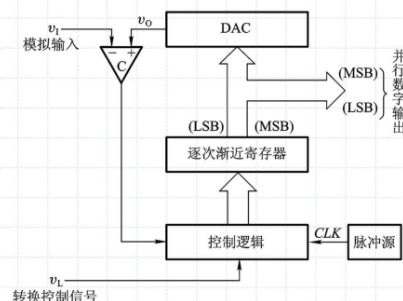 v_I
模拟输入
v_O
DAC
− +
C
(MSB)
(LSB)
并行数字输出
(LSB) (MSB)
逐次渐近寄存器
控制逻辑
CLK
脉冲源
v_L
转换控制信号